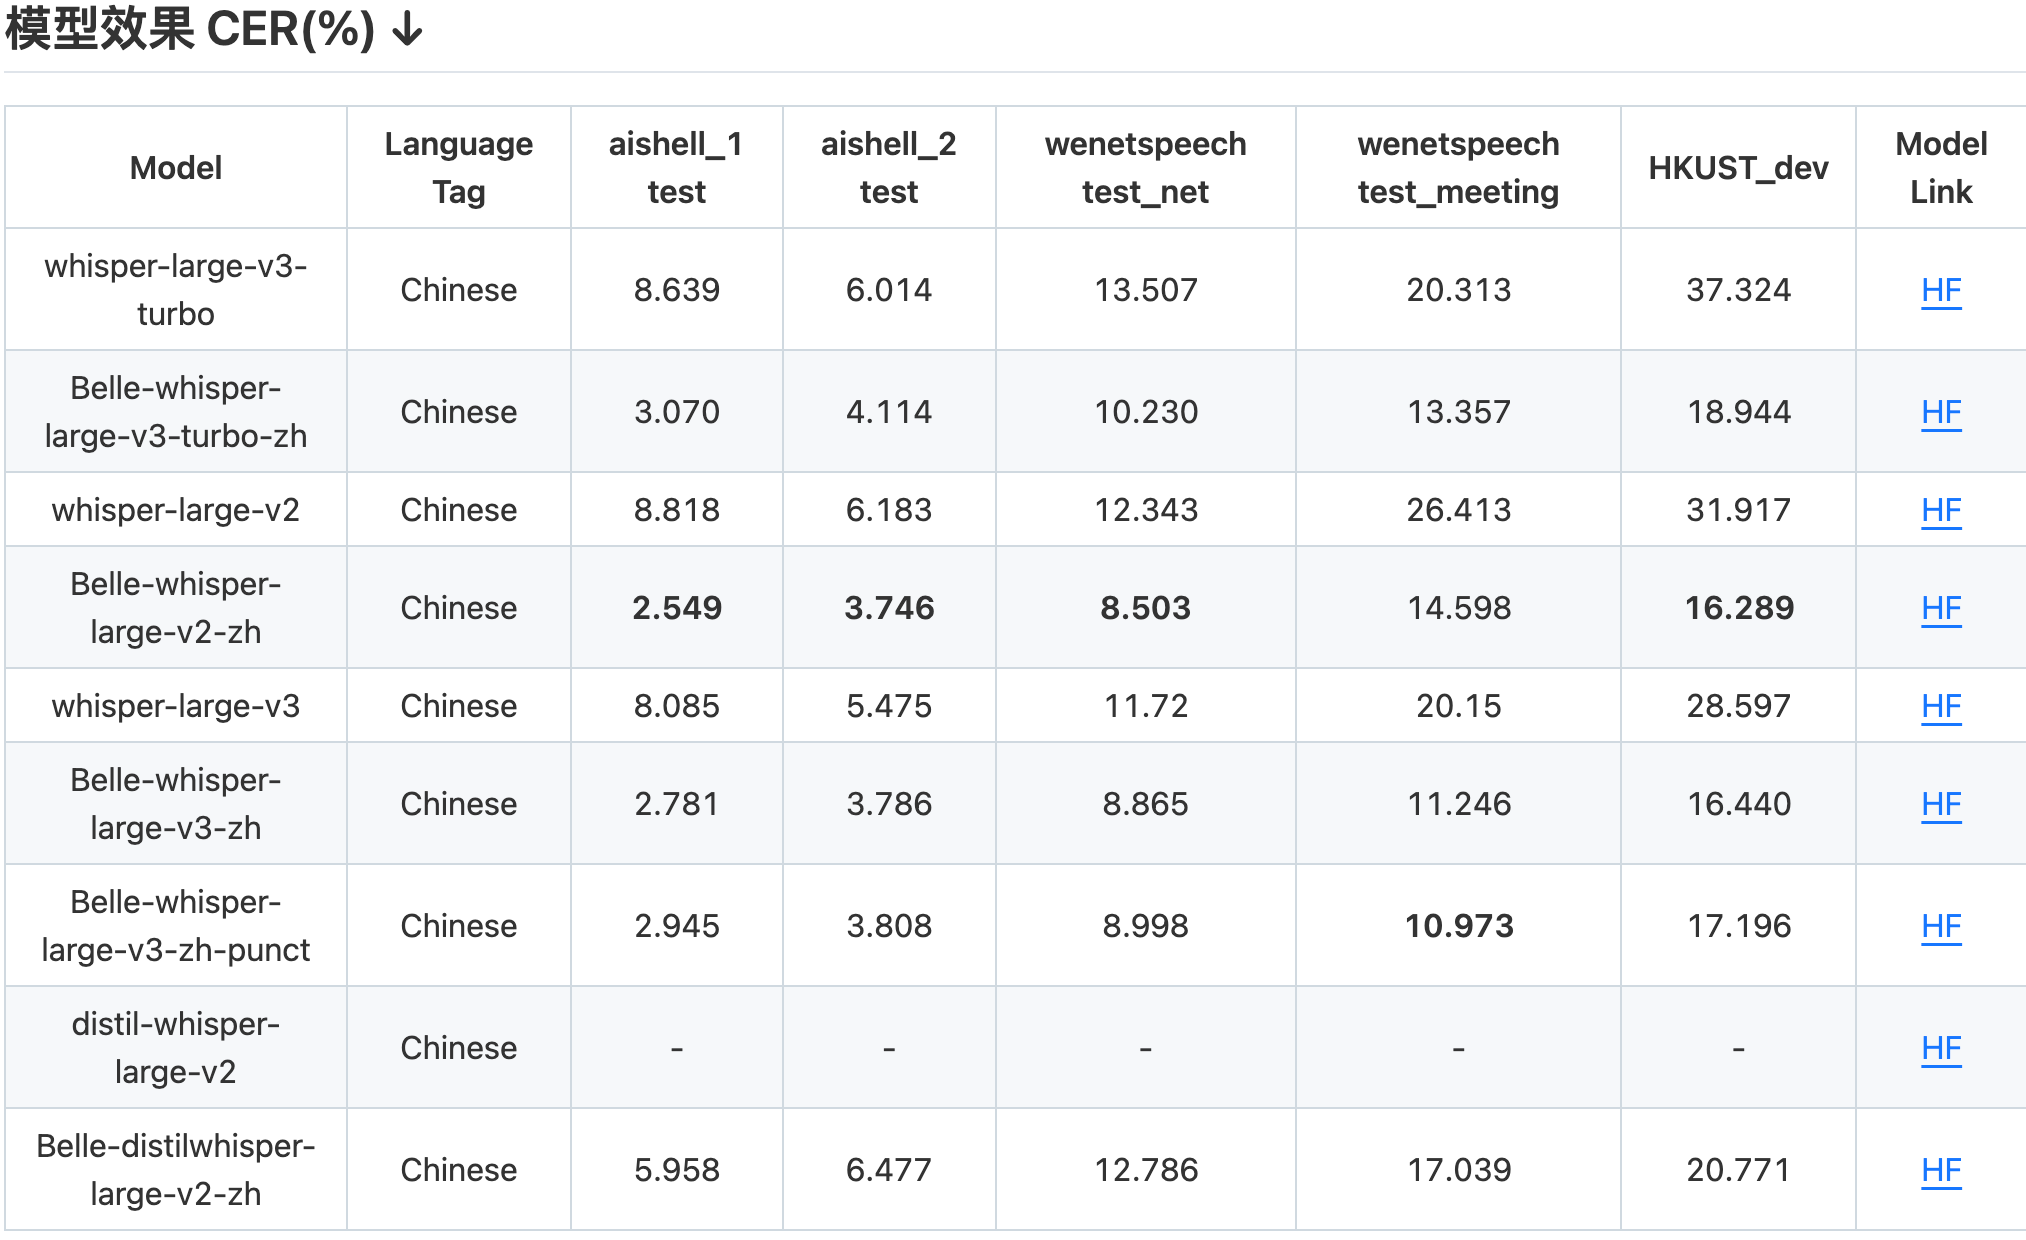 模型效果 CER(%) ↓
Model
Language
Tag
aishell_1
test
aishell_2
test
wenetspeech
test_net
wenetspeech
test_meeting
HKUST_dev
Model
Link
whisper-large-v3-
turbo
Chinese
8.639
6.014
13.507
20.313
37.324
HF
Belle-whisper-
large-v3-turbo-zh
Chinese
3.070
4.114
10.230
13.357
18.944
HF
whisper-large-v2
Chinese
8.818
6.183
12.343
26.413
31.917
HF
Belle-whisper-
large-v2-zh
Chinese
2.549
3.746
8.503
14.598
16.289
HF
whisper-large-v3
Chinese
8.085
5.475
11.72
20.15
28.597
HF
Belle-whisper-
large-v3-zh
Chinese
2.781
3.786
8.865
11.246
16.440
HF
Belle-whisper-
large-v3-zh-punct
Chinese
2.945
3.808
8.998
10.973
17.196
HF
distil-whisper-
large-v2
Chinese
-
-
-
-
-
HF
Belle-distilwhisper-
large-v2-zh
Chinese
5.958
6.477
12.786
17.039
20.771
HF